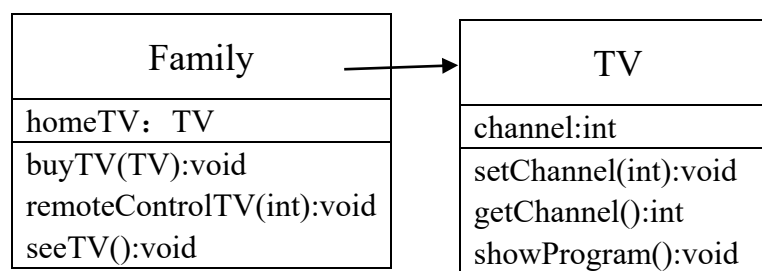 Family
homeTV：TV
buyTV(TV):void
remoteControlTV(int):void
seeTV():void
TV
channel:int
setChannel(int):void
getChannel():int
showProgram():void